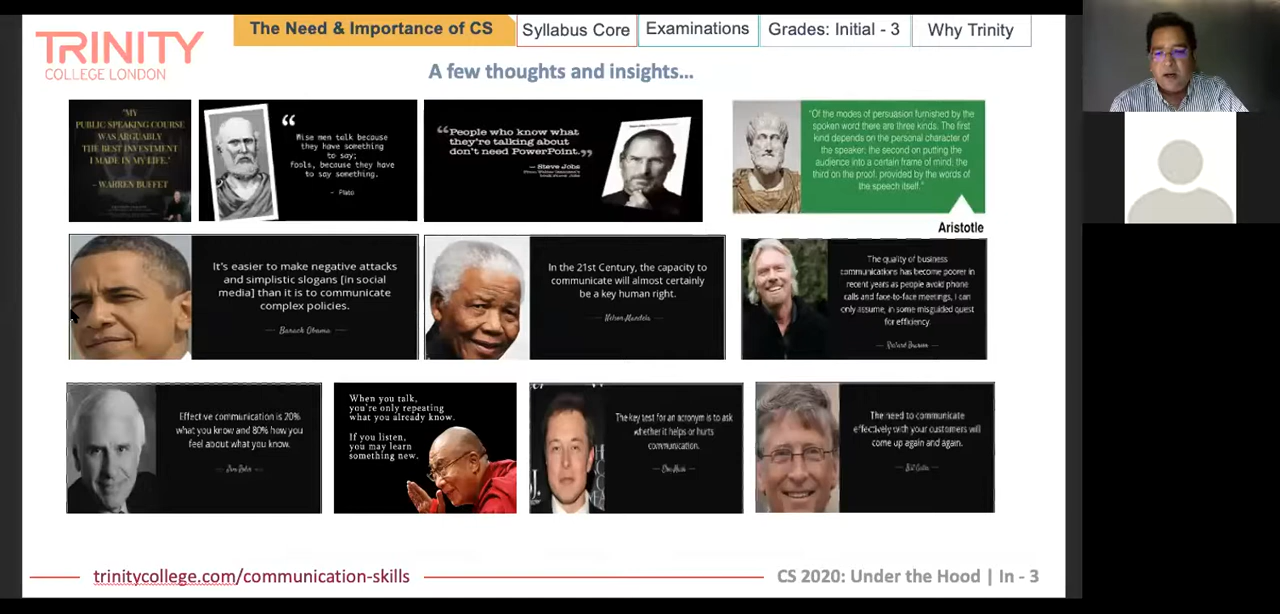 The Need & Importance of CS
Syllabus Core
Examinations
Grades: Initial - 3
Why Trinity
TRINITY
COLLEGE LONDON
A few thoughts and insights...
"MY
PUBLIC SPEAKING COURSE
WAS ARGUABLY
THE BEST INVESTMENT
I MADE IN MY LIFE."
- WARREN BUFFET
“
Wise men talk because
they have something
to say;
fools, because they have
to say something.
- Plato
“People who know what
they're talking about
don't need PowerPoint.”
— Steve Jobs
"Of the modes of persuasion furnished by the
spoken word there are three kinds. The first
kind depends on the personal character of
the speaker; the second on putting the
audience into a certain frame of mind; the
third on the proof, provided by the words of
the speech itself."
Aristotle
It's easier to make negative attacks
and simplistic slogans [in social
media] than it is to communicate
complex policies.
— Barack Obama —
In the 21st Century, the capacity to
communicate will almost certainly
be a key human right.
— Nelson Mandela —
The quality of business
communications has become poorer in
recent years as people avoid phone
calls and face-to-face meetings, I can
only assume, in some misguided quest
for efficiency.
— Richard Branson —
Effective communication is 20%
what you know and 80% how you
feel about what you know.
— Jim Rohn —
When you talk,
you're only repeating
what you already know.
If you listen,
you may learn
something new.
The key test for an acronym is to ask
whether it helps or hurts
communication.
— Elon Musk —
The need to communicate
effectively with your customers will
come up again and again.
— Bill Gates —
trinitycollege.com/communication-skills
CS 2020: Under the Hood | In - 3